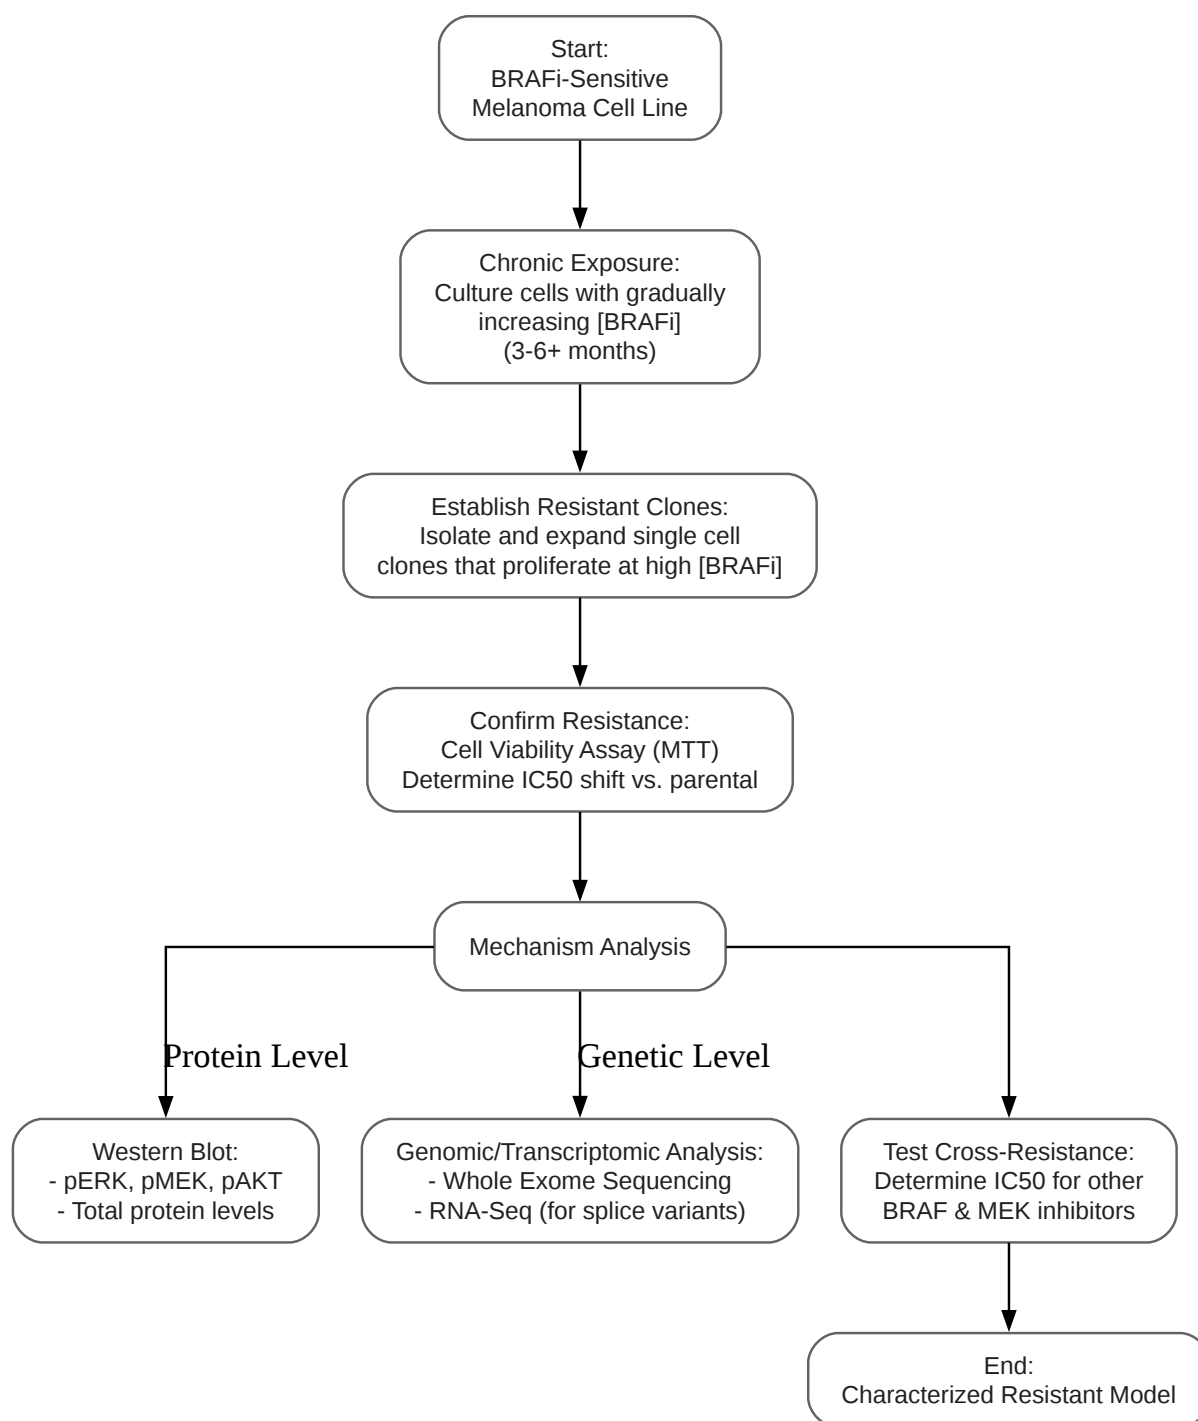 Start:
BRAFi-Sensitive
Melanoma Cell Line
Chronic Exposure:
Culture cells with gradually
increasing [BRAFi]
(3-6+ months)
Establish Resistant Clones:
Isolate and expand single cell
clones that proliferate at high [BRAFi]
Confirm Resistance:
Cell Viability Assay (MTT)
Determine IC50 shift vs. parental
Mechanism Analysis
Protein Level
Genetic Level
Western Blot:
- pERK, pMEK, pAKT
- Total protein levels
Genomic/Transcriptomic Analysis:
- Whole Exome Sequencing
- RNA-Seq (for splice variants)
Test Cross-Resistance:
Determine IC50 for other
BRAF & MEK inhibitors
End:
Characterized Resistant Model